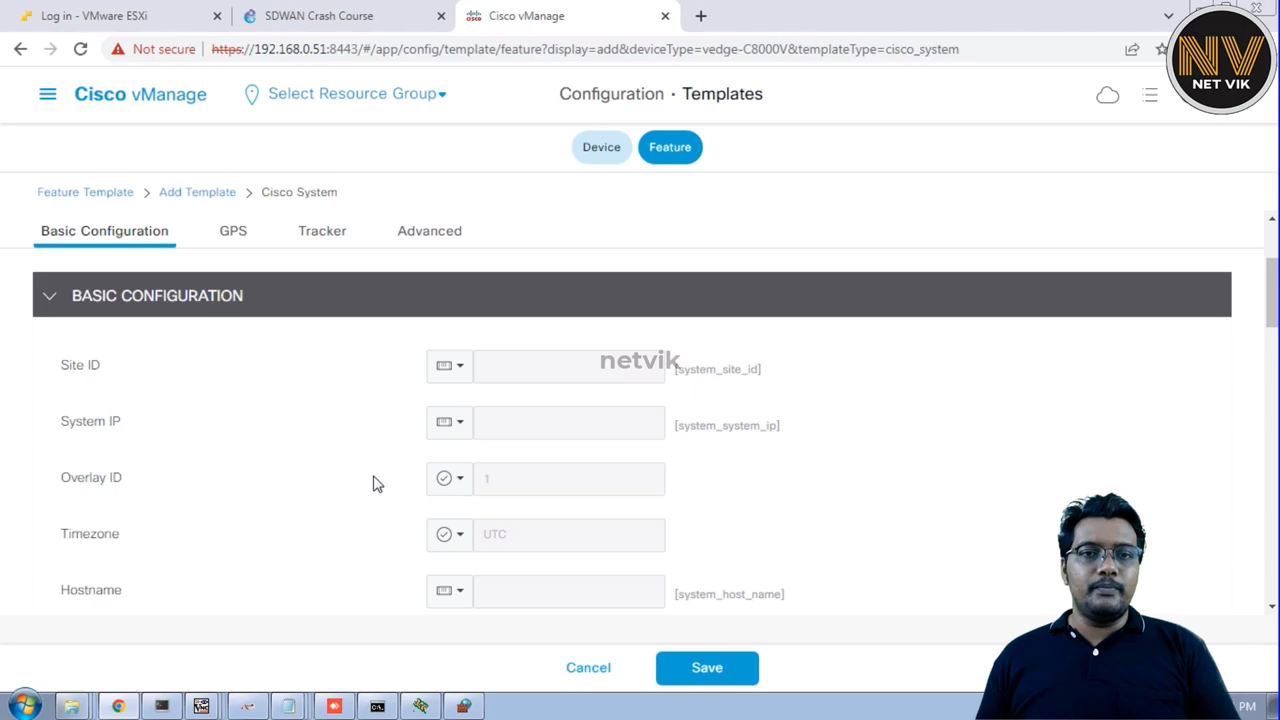 Log in - VMware ESXi
SDWAN Crash Course
Cisco vManage
Not secure
https://192.168.0.51:8443/#/app/config/template/feature?display=add&deviceType=vedge-C8000V&templateType=cisco_system
NV
NET VIK
Cisco vManage
Select Resource Group
Configuration · Templates
Device
Feature
Feature Template > Add Template > Cisco System
Basic Configuration
GPS
Tracker
Advanced
BASIC CONFIGURATION
netvik
Site ID
[system_site_id]
System IP
[system_system_ip]
Overlay ID
1
Timezone
UTC
Hostname
[system_host_name]
Cancel
Save
PM